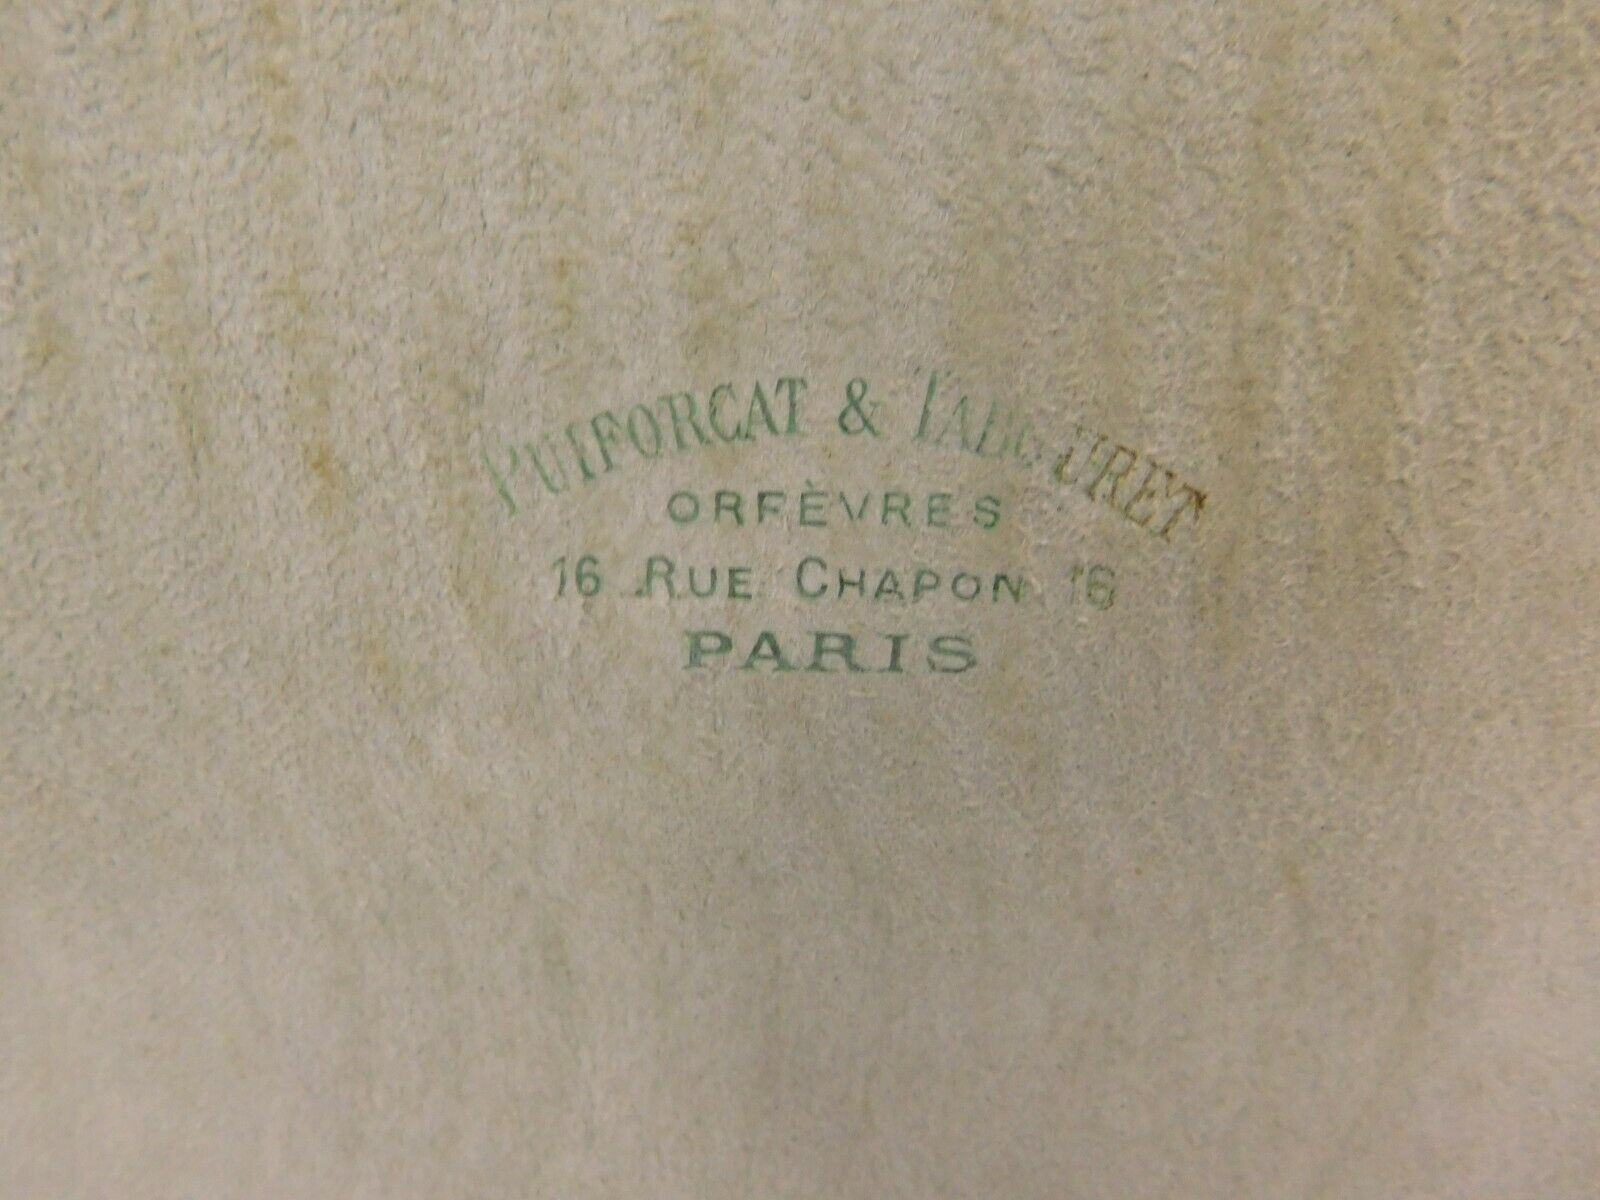 PUIFORCAT & TABOURET
ORFÈVRES
16 RUE CHAPON 16
PARIS